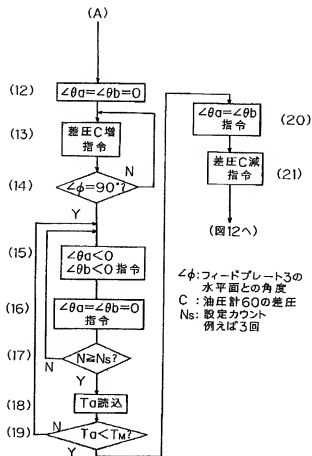 (A)
(12)
∠θa=∠θb=0
(13)
差圧C増
指令
N
(14)
∠φ=90°?
Y
(15)
∠θa<0
∠θb<0 指令
(16)
∠θa=∠θb=0
指令
(17)
N≧Ns?
N
Y
(18)
Ta読込
(19)
N
Ta<TM?
Y
∠θa=∠θb
指令
(20)
差圧C減
指令
(21)
(図12へ)
∠φ:フィードプレート3の
水平面との角度
C : 油圧計60の差圧
Ns: 設定カウント
例えば3回